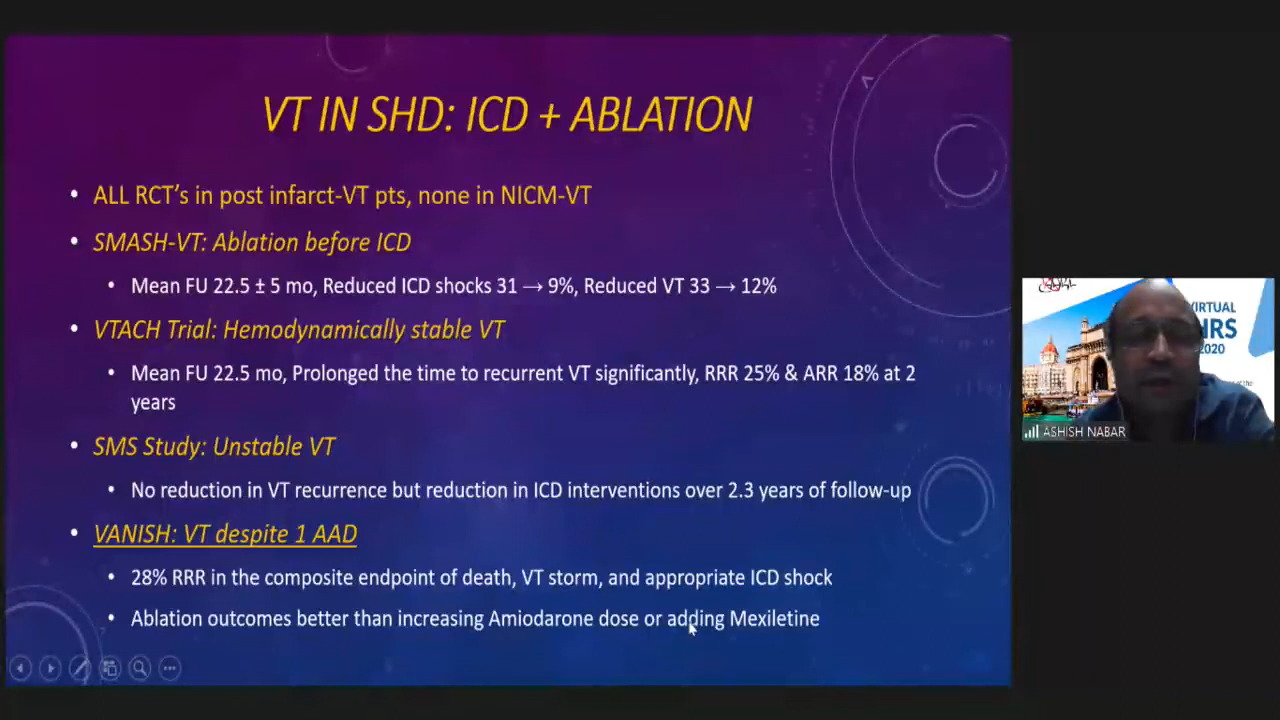 VT IN SHD: ICD + ABLATION
• ALL RCT's in post infarct-VT pts, none in NICM-VT
• SMASH-VT: Ablation before ICD
• Mean FU 22.5 ± 5 mo, Reduced ICD shocks 31 → 9%, Reduced VT 33 → 12%
• VTACH Trial: Hemodynamically stable VT
• Mean FU 22.5 mo, Prolonged the time to recurrent VT significantly, RRR 25% & ARR 18% at 2
years
• SMS Study: Unstable VT
• No reduction in VT recurrence but reduction in ICD interventions over 2.3 years of follow-up
• VANISH: VT despite 1 AAD
• 28% RRR in the composite endpoint of death, VT storm, and appropriate ICD shock
• Ablation outcomes better than increasing Amiodarone dose or adding Mexiletine
VIRTUAL
2020
ASHISH NABAR